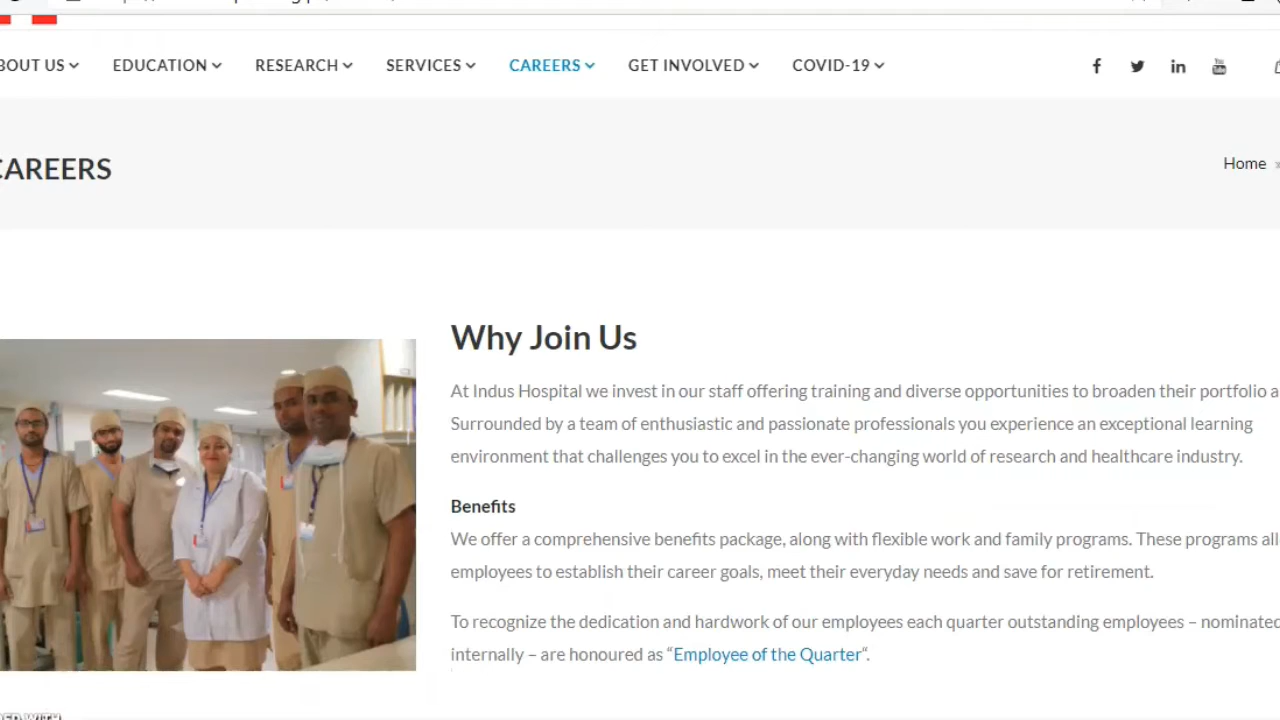 BOUT US
EDUCATION
RESEARCH
SERVICES
CAREERS
GET INVOLVED
COVID-19
CAREERS
Home
Why Join Us
At Indus Hospital we invest in our staff offering training and diverse opportunities to broaden their portfolio a
Surrounded by a team of enthusiastic and passionate professionals you experience an exceptional learning
environment that challenges you to excel in the ever-changing world of research and healthcare industry.
Benefits
We offer a comprehensive benefits package, along with flexible work and family programs. These programs all
employees to establish their career goals, meet their everyday needs and save for retirement.
To recognize the dedication and hardwork of our employees each quarter outstanding employees – nominated
internally – are honoured as “Employee of the Quarter“.